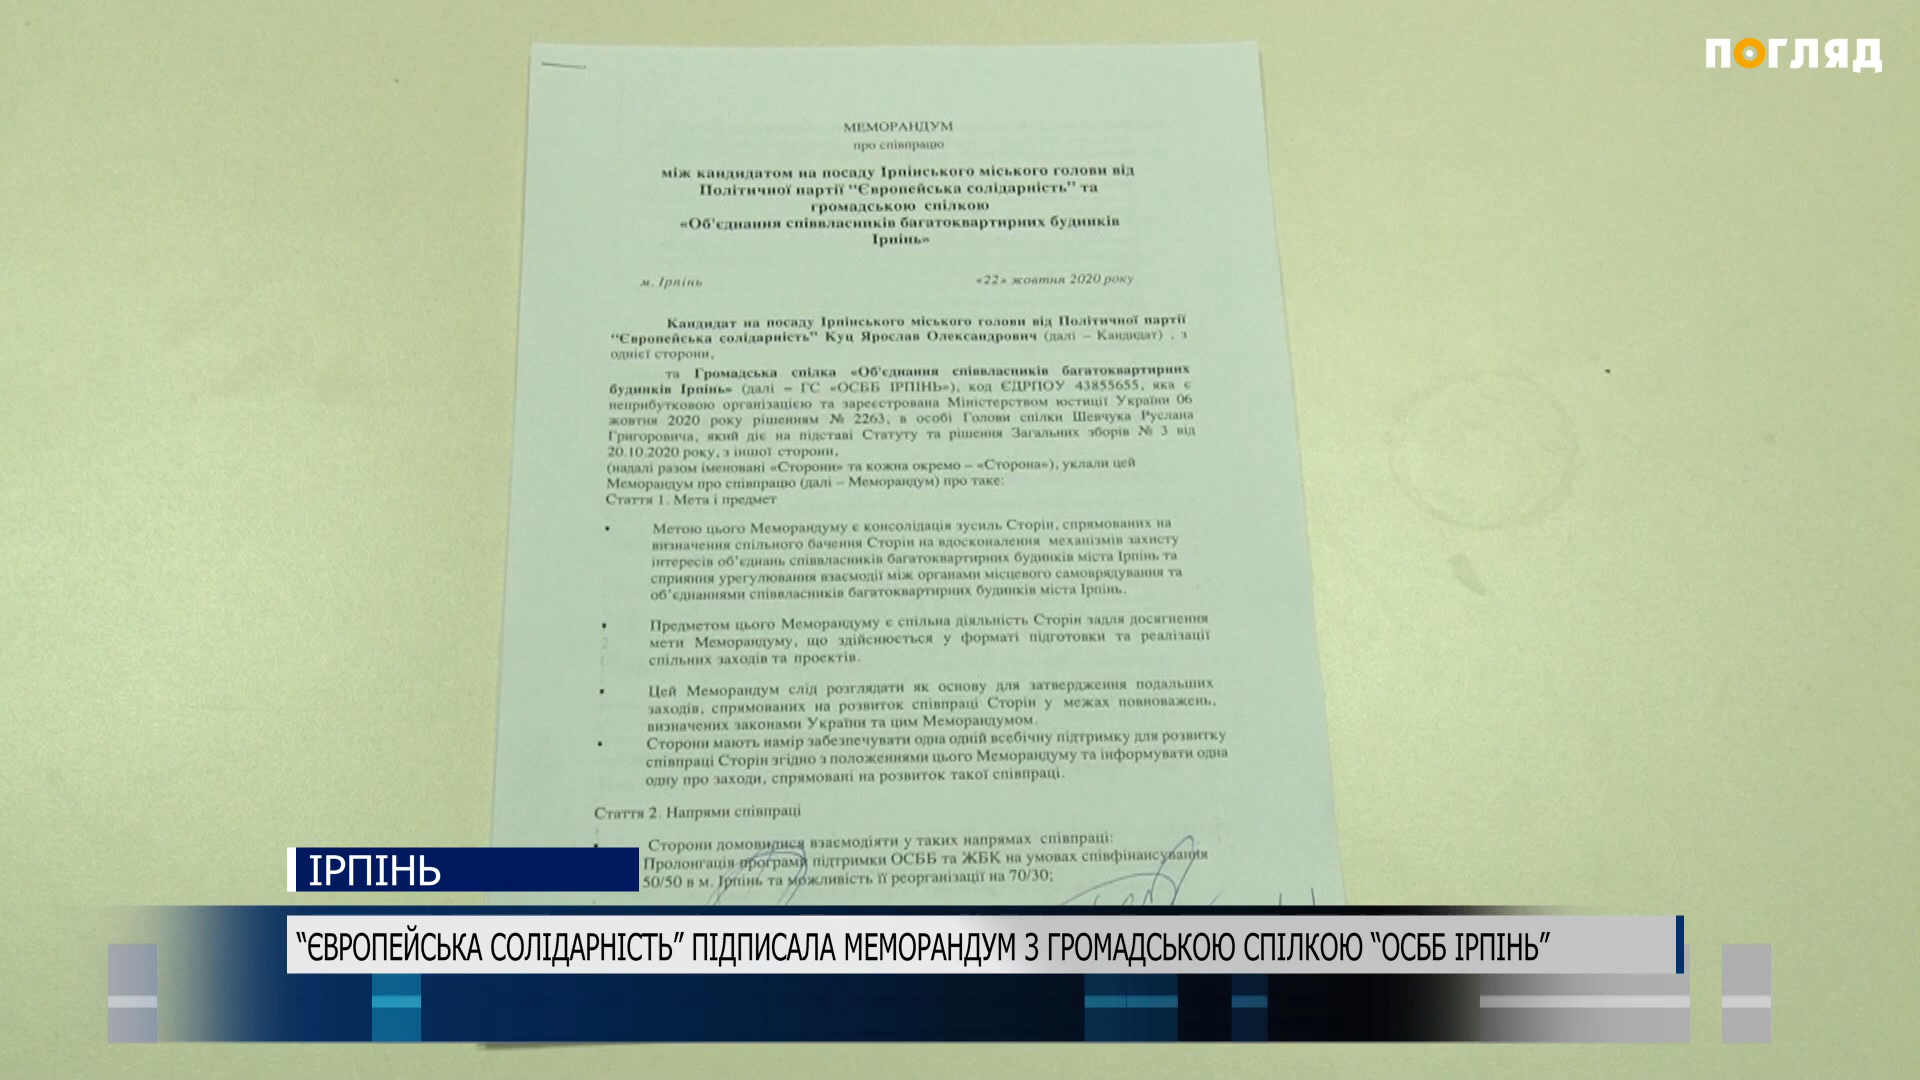 ПОГЛЯД
МЕМОРАНДУМ
про співпрацю
між кандидатом на посаду Ірпінського міського голови від
Політичної партії “Європейська солідарність” та
громадською спілкою
«Об'єднання співвласників багатоквартирних будинків
Ірпінь»
м. Ірпінь «22» жовтня 2020 року
Кандидат на посаду Ірпінського міського голови від Політичної партії
“Європейська солідарність” Куц Ярослав Олександрович (далі – Кандидат) , з
однієї сторони,
та Громадська спілка «Об'єднання співвласників багатоквартирних
будинків Ірпінь» (далі – ГС «ОСББ ІРПІНЬ»), код ЄДРПОУ 43855655, яка є
неприбутковою організацією та зареєстрована Міністерством юстиції України 06
жовтня 2020 року рішенням № 2263, в особі Голови спілки Шевчука Руслана
Григоровича, який діє на підставі Статуту та рішення Загальних зборів № 3 від
20.10.2020 року, з іншої сторони,
(надалі разом іменовані «Сторони» та кожна окремо – «Сторона»), уклали цей
Меморандум про співпрацю (далі – Меморандум) про таке:
Стаття 1. Мета і предмет
• Метою цього Меморандуму є консолідація зусиль Сторін, спрямованих на
визначення спільного бачення Сторін на вдосконалення механізмів захисту
інтересів об'єднань співвласників багатоквартирних будинків міста Ірпінь та
сприяння урегулювання взаємодії між органами місцевого самоврядування та
об'єднаннями співвласників багатоквартирних будинків міста Ірпінь.
• Предметом цього Меморандуму є спільна діяльність Сторін задля досягнення
мети Меморандуму, що здійснюється у форматі підготовки та реалізації
спільних заходів та проектів.
• Цей Меморандум слід розглядати як основу для затвердження подальших
заходів, спрямованих на розвиток співпраці Сторін у межах повноважень,
визначених законами України та цим Меморандумом.
• Сторони мають намір забезпечувати одна одній всебічну підтримку для розвитку
співпраці Сторін згідно з положеннями цього Меморандуму та інформувати одна
одну про заходи, спрямовані на розвиток такої співпраці.
Стаття 2. Напрями співпраці
• Сторони домовилися взаємодіяти у таких напрямах співпраці:
Пролонгація програми підтримки ОСББ та ЖБК на умовах співфінансування
50/50 в м. Ірпінь та можливість її реорганізації на 70/30;
ІРПІНЬ
“ЄВРОПЕЙСЬКА СОЛІДАРНІСТЬ” ПІДПИСАЛА МЕМОРАНДУМ З ГРОМАДСЬКОЮ СПІЛКОЮ “ОСББ ІРПІНЬ”